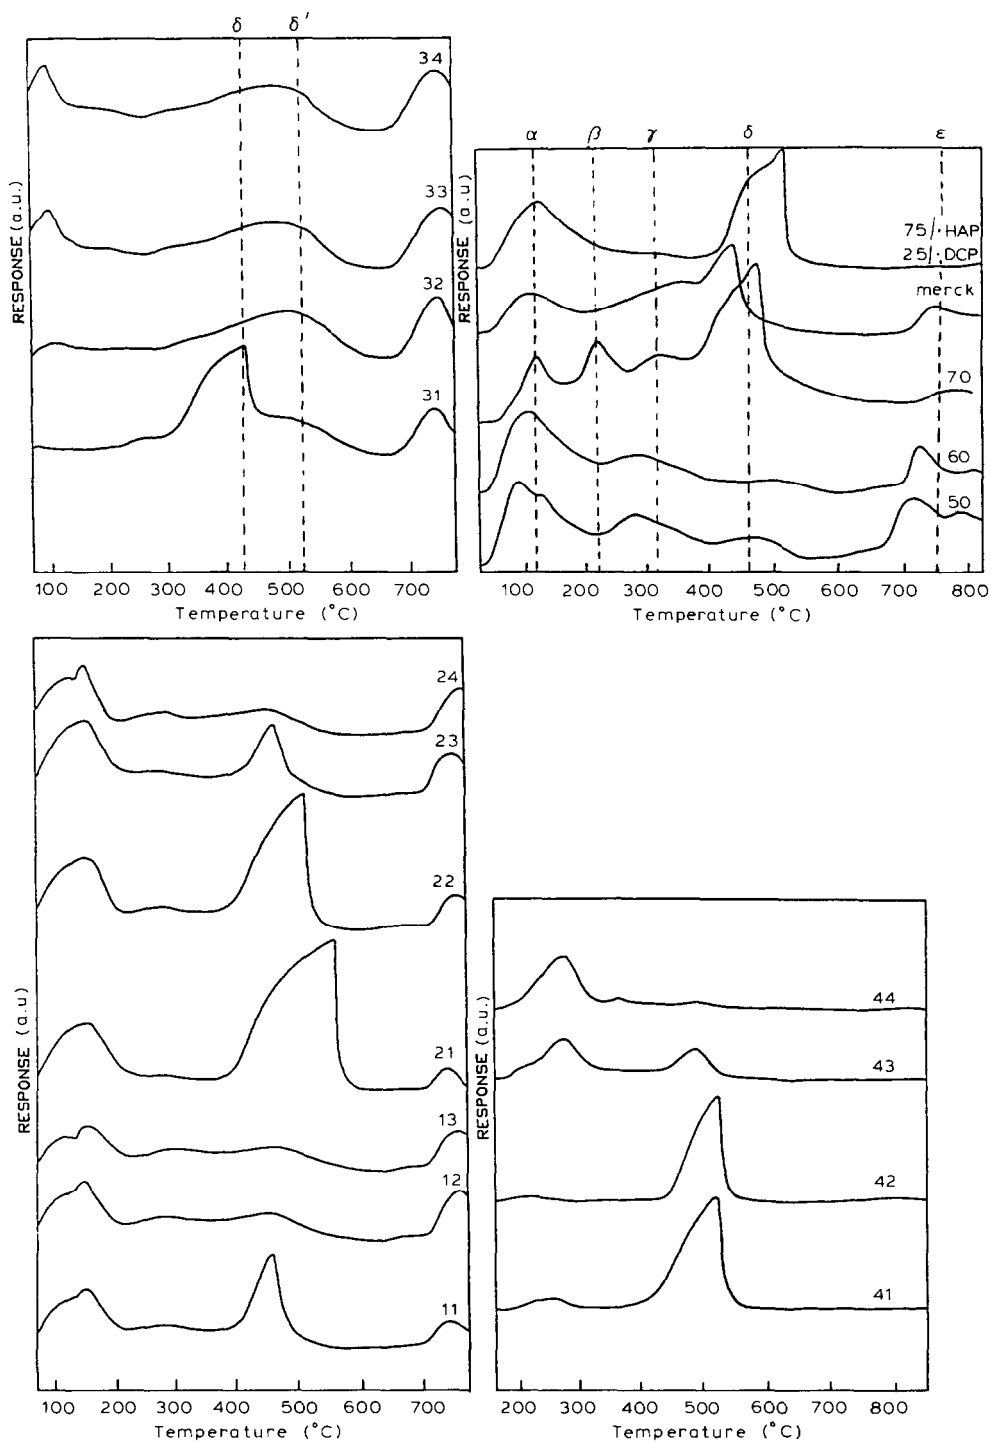 δ δ'
34
33
32
31
RESPONSE (a.u.)
100 200 300 400 500 600 700
Temperature (°C)
α β γ δ ε
75/· HAP
25/· DCP
merck
70
60
50
RESPONSE (a.u.)
100 200 300 400 500 600 700 800
Temperature (°C)
24
23
22
21
13
12
11
RESPONSE (a.u)
100 200 300 400 500 600 700
Temperature (°C)
44
43
42
41
RESPONSE (a.u.)
200 300 400 500 600 700 800
Temperature (°C)